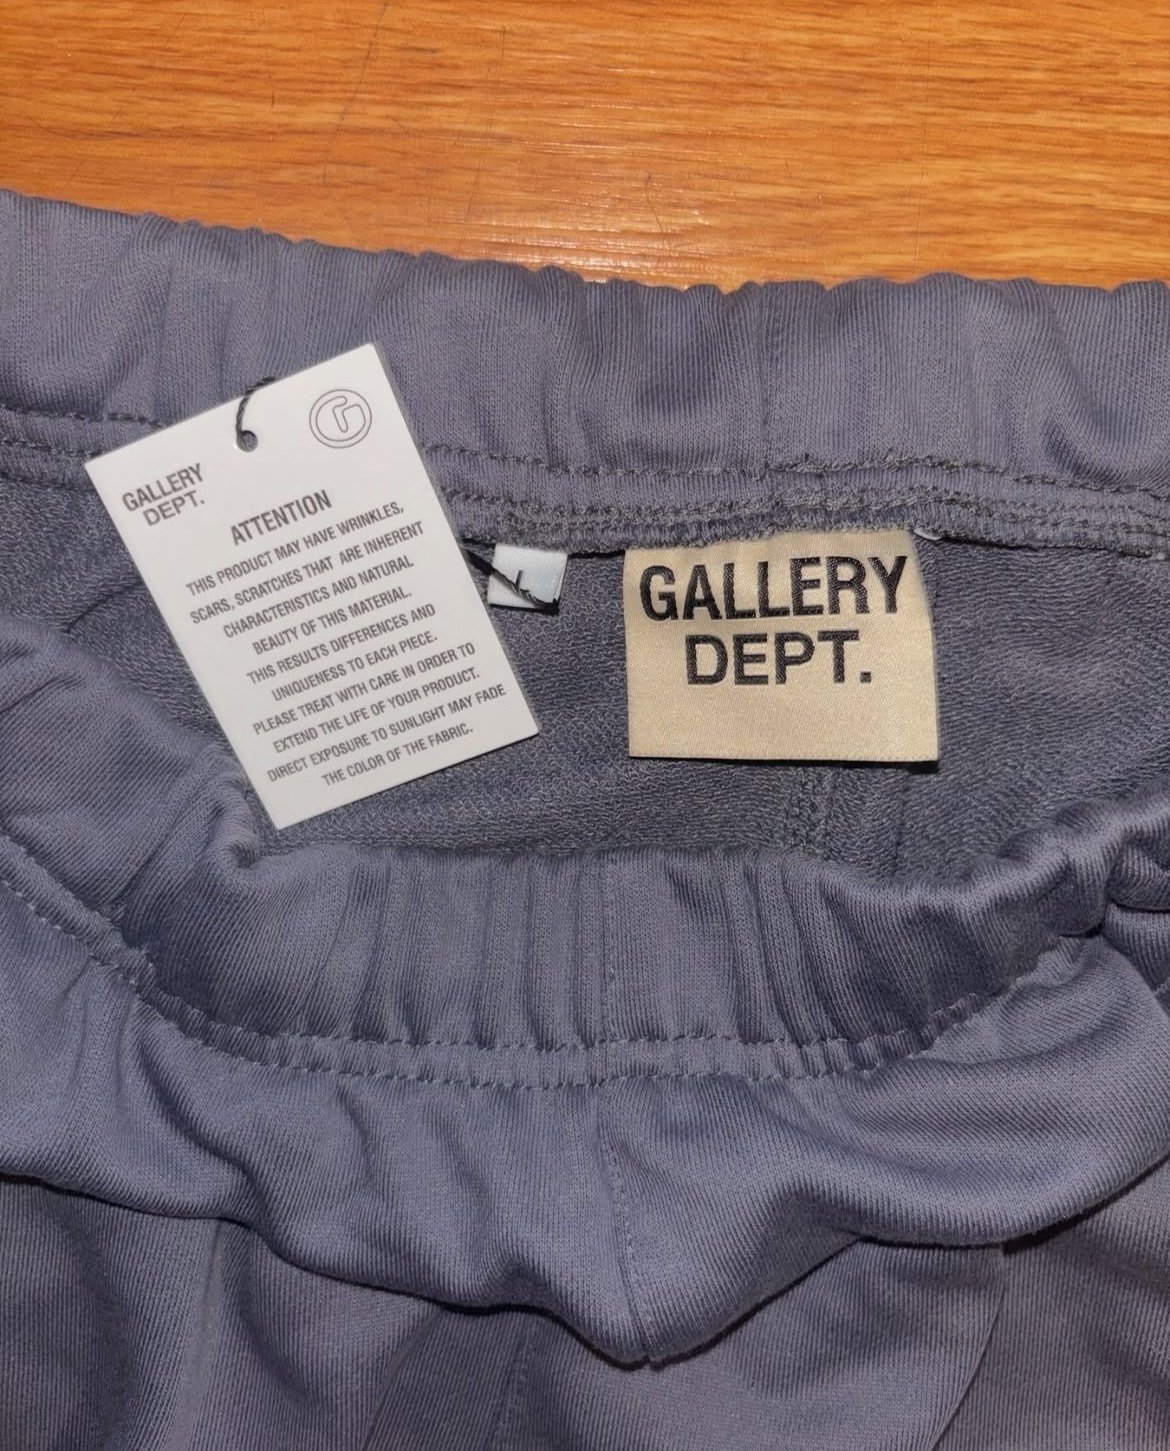 GALLERY
DEPT.
ATTENTION
THIS PRODUCT MAY HAVE WRINKLES,
SCARS, SCRATCHES THAT ARE INHERENT
CHARACTERISTICS AND NATURAL
BEAUTY OF THIS MATERIAL.
THIS RESULTS DIFFERENCES AND
UNIQUENESS TO EACH PIECE.
PLEASE TREAT WITH CARE IN ORDER TO
EXTEND THE LIFE OF YOUR PRODUCT.
DIRECT EXPOSURE TO SUNLIGHT MAY FADE
THE COLOR OF THE FABRIC.
L
GALLERY
DEPT.